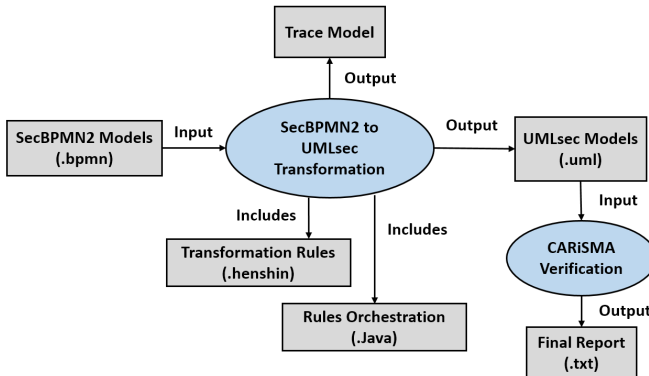 Trace Model
Output
SecBPMN2 Models
(.bpmn)
Input
SecBPMN2 to
UMLsec
Transformation
Output
UMLsec Models
(.uml)
Includes
Includes
Input
Transformation Rules
(.henshin)
CARiSMA
Verification
Rules Orchestration
(.Java)
Output
Final Report
(.txt)